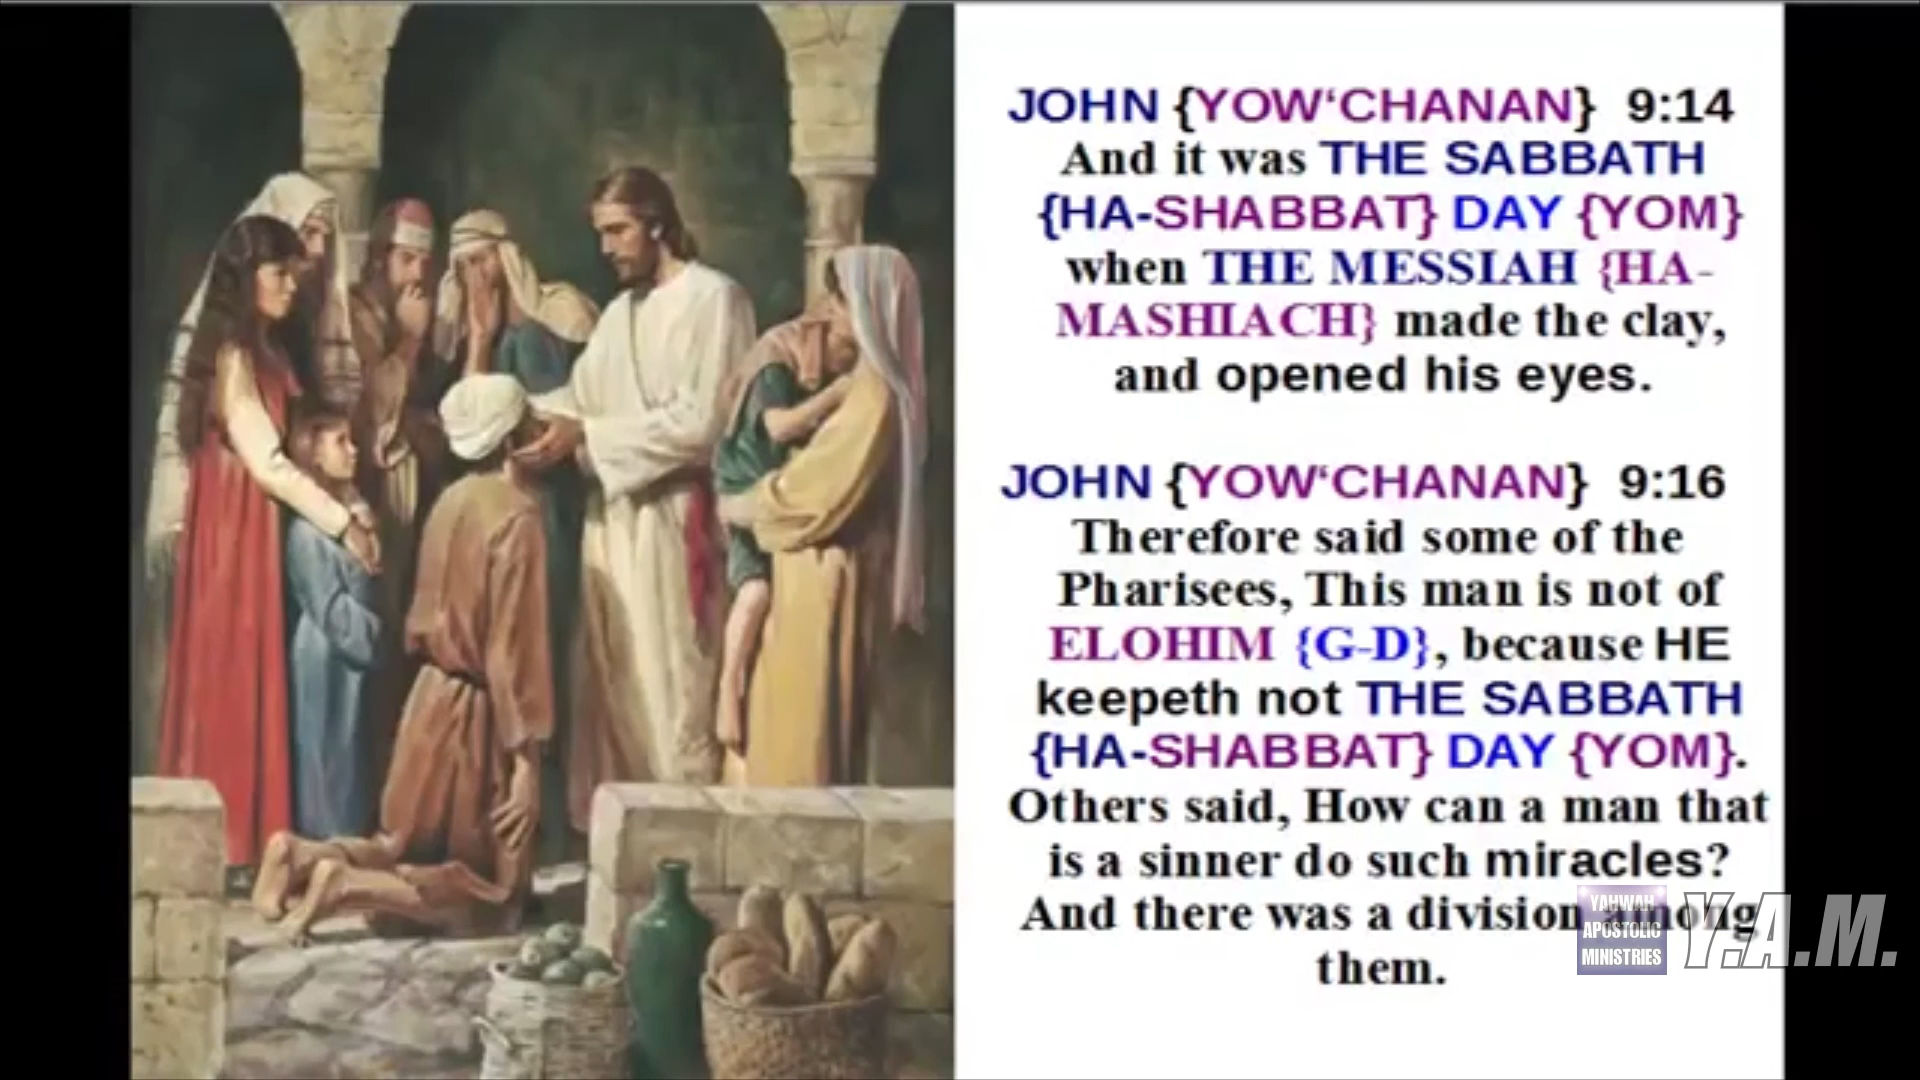 JOHN {YOW‘CHANAN} 9:14
And it was THE SABBATH
{HA-SHABBAT} DAY {YOM}
when THE MESSIAH {HA-
MASHIACH} made the clay,
and opened his eyes.
JOHN {YOW‘CHANAN} 9:16
Therefore said some of the
Pharisees, This man is not of
ELOHIM {G-D}, because HE
keepeth not THE SABBATH
{HA-SHABBAT} DAY {YOM}.
Others said, How can a man that
is a sinner do such miracles?
And there was a division among
them.
YAHWAH
APOSTOLIC
MINISTRIES
Y.A.M.